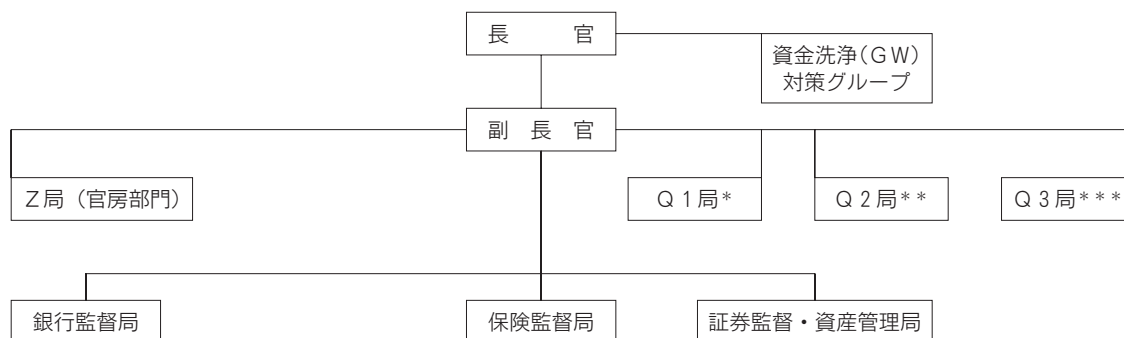 長　　官
資金洗浄（ＧＷ）
対策グループ
副　長　官
Ｚ局（官房部門）
Ｑ１局*
Ｑ２局**
Ｑ３局***
銀行監督局
保険監督局
証券監督・資産管理局